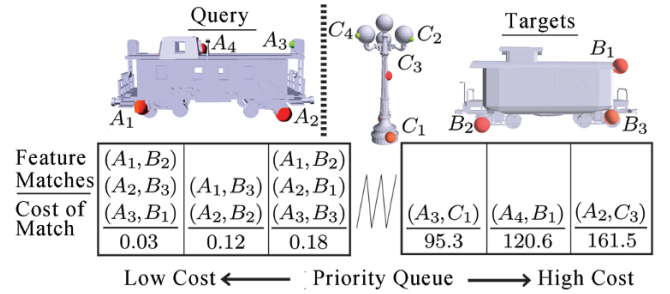 Query
Targets
A₄
A₃
C₄
C₂
B₁
C₃
A₁
A₂
C₁
B₂
B₃
Feature Matches
Cost of Match
(A₁,B₂)
(A₂,B₃)
(A₃,B₁)
0.03
(A₁,B₃)
(A₂,B₂)
0.12
(A₁,B₂)
(A₂,B₁)
(A₃,B₃)
0.18
(A₃,C₁)
95.3
(A₄,B₁)
120.6
(A₂,C₃)
161.5
Low Cost
Priority Queue
High Cost